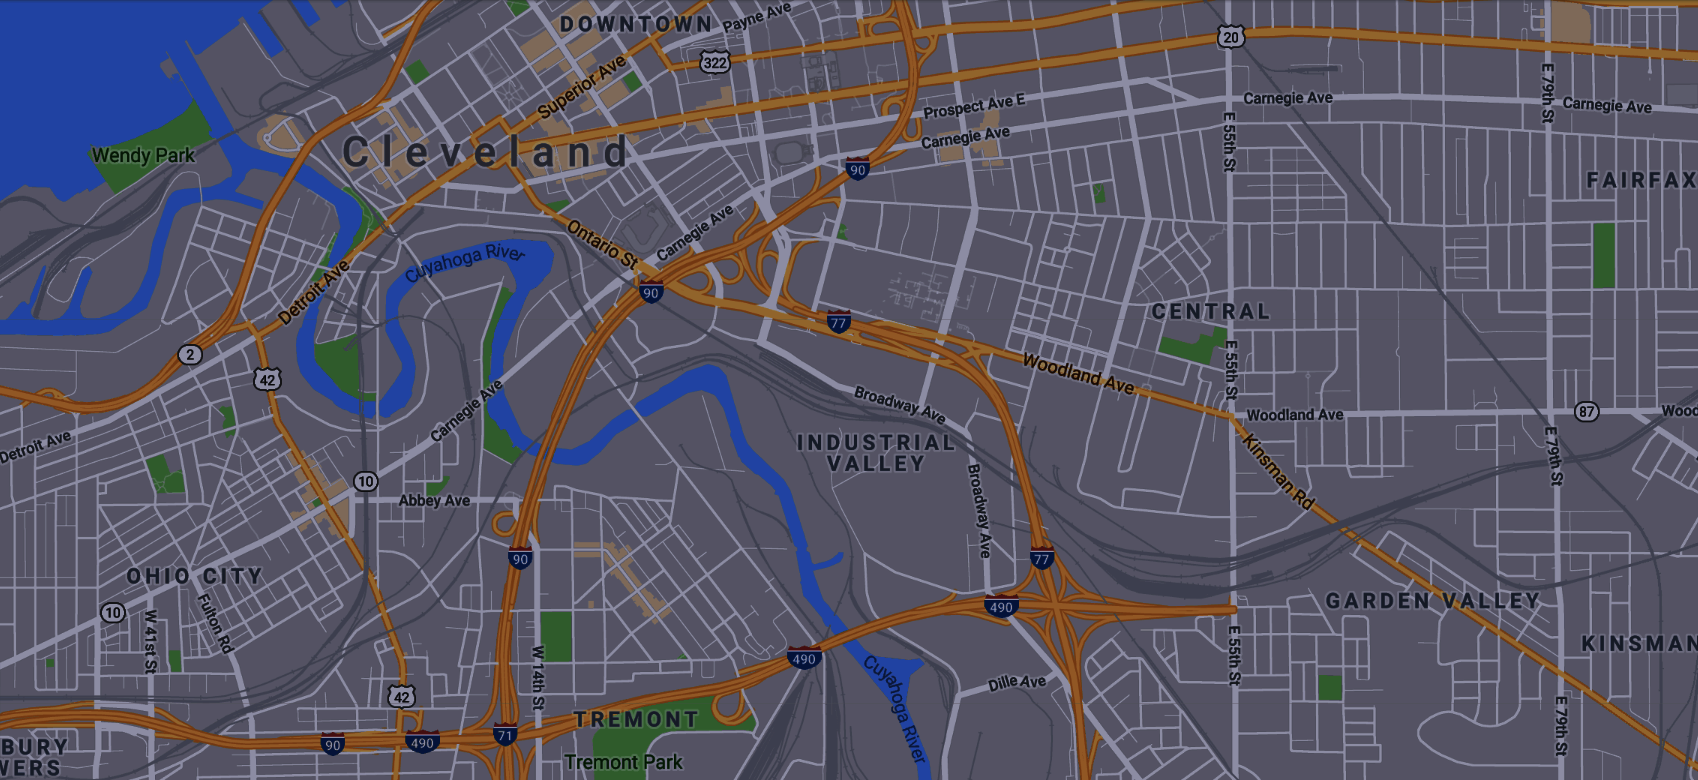 DOWNTOWN
Payne Ave
20
322
Superior Ave
E 79th St
Carnegie Ave
Carnegie Ave
Prospect Ave E
Carnegie Ave
E 55th St
Cleveland
Wendy Park
90
FAIRFAX
Carnegie Ave
Ontario St
Cuyahoga River
Detroit Ave
90
CENTRAL
77
2
E 55th St
Woodland Ave
42
Carnegie Ave
Broadway Ave
Woodland Ave
87
Wood
Detroit Ave
INDUSTRIAL
VALLEY
E 79th St
Kinsman Rd
10
Abbey Ave
Broadway Ave
90
77
OHIO CITY
10
490
GARDEN VALLEY
Fulton Rd
W 41st St
KINSMAN
E 55th St
490
W 14th St
Cuyahoga River
Dille Ave
42
TREMONT
E 79th St
71
90
490
BURY
WERS
Tremont Park